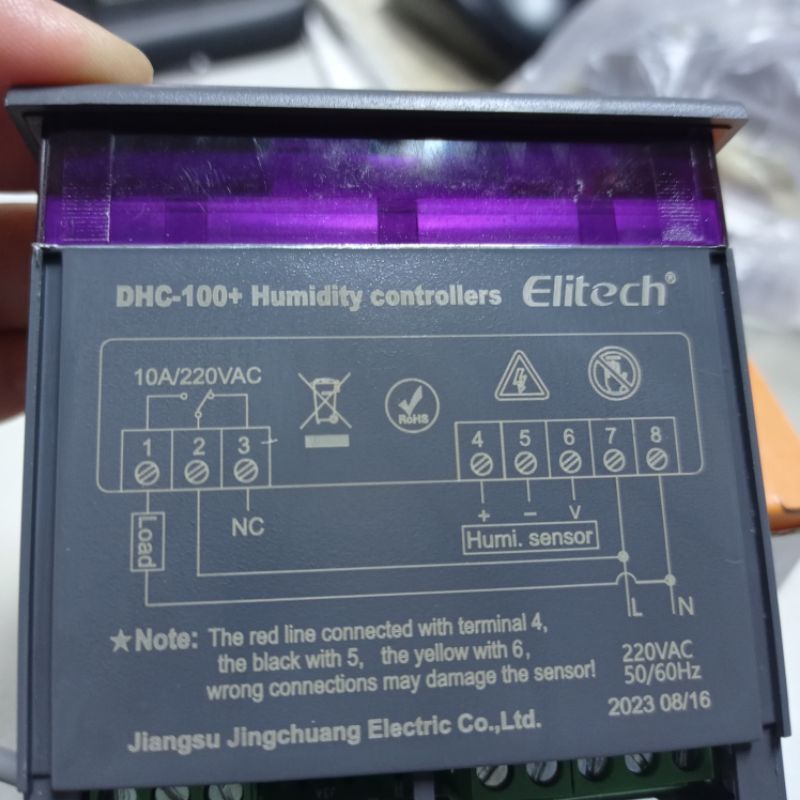 DHC-100+ Humidity controllers Elitech®
10A/220VAC
RoHS
1 2 3 4 5 6 7 8
+ - V
Load NC Humi. sensor
L N
★Note: The red line connected with terminal 4,
the black with 5, the yellow with 6,
wrong connections may damage the sensor!
220VAC
50/60Hz
2023 08/16
Jiangsu Jingchuang Electric Co.,Ltd.